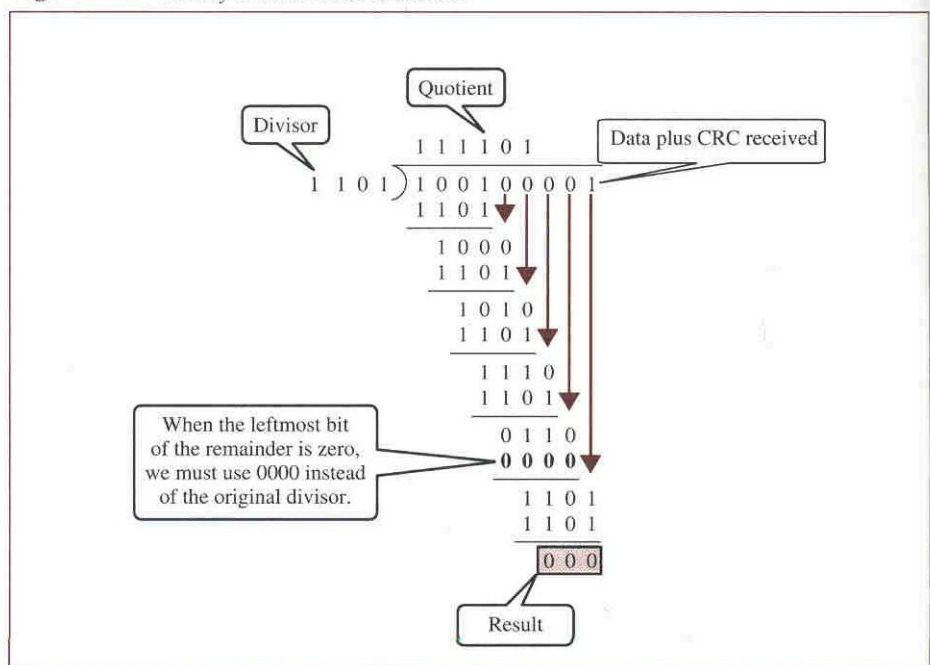 Quotient
Divisor
Data plus CRC received
1 1 1 1 0 1
1 1 0 1 ) 1 0 0 1 0 0 0 0 1
1 1 0 1
1 0 0 0
1 1 0 1
1 0 1 0
1 1 0 1
1 1 1 0
1 1 0 1
When the leftmost bit
of the remainder is zero,
we must use 0000 instead
of the original divisor.
0 1 1 0
0 0 0 0
1 1 0 1
1 1 0 1
0 0 0
Result